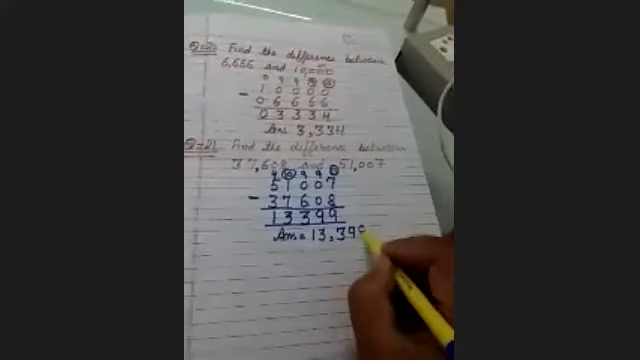 Q=20 Find the difference between
6,666 and 10,000
0 9 9 10 10
1 0 0 0 0
- 0 6 6 6 6
0 3 3 3 4
Ans 3,334
Q=21 Find the difference between
37,608 and 51,007
4 10 9 9
5 1 0 0 7
- 3 7 6 0 8
1 3 3 9 9
Ans = 13,399